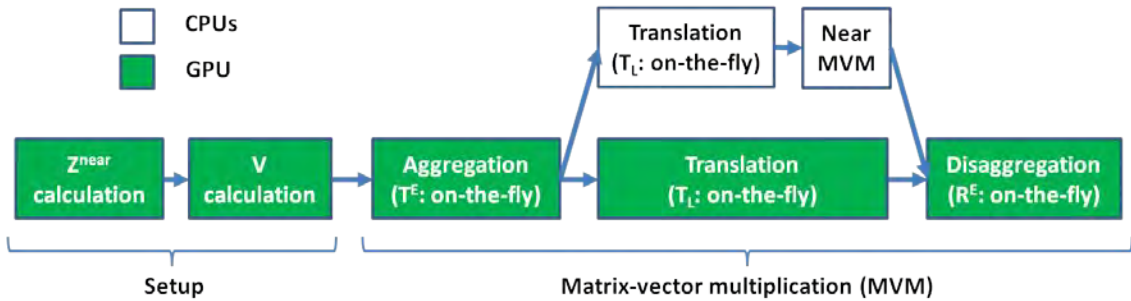 CPUs
GPU
Translation
(T_L: on-the-fly)
Near
MVM
Z^near
calculation
V
calculation
Aggregation
(T^E: on-the-fly)
Translation
(T_L: on-the-fly)
Disaggregation
(R^E: on-the-fly)
Setup
Matrix-vector multiplication (MVM)